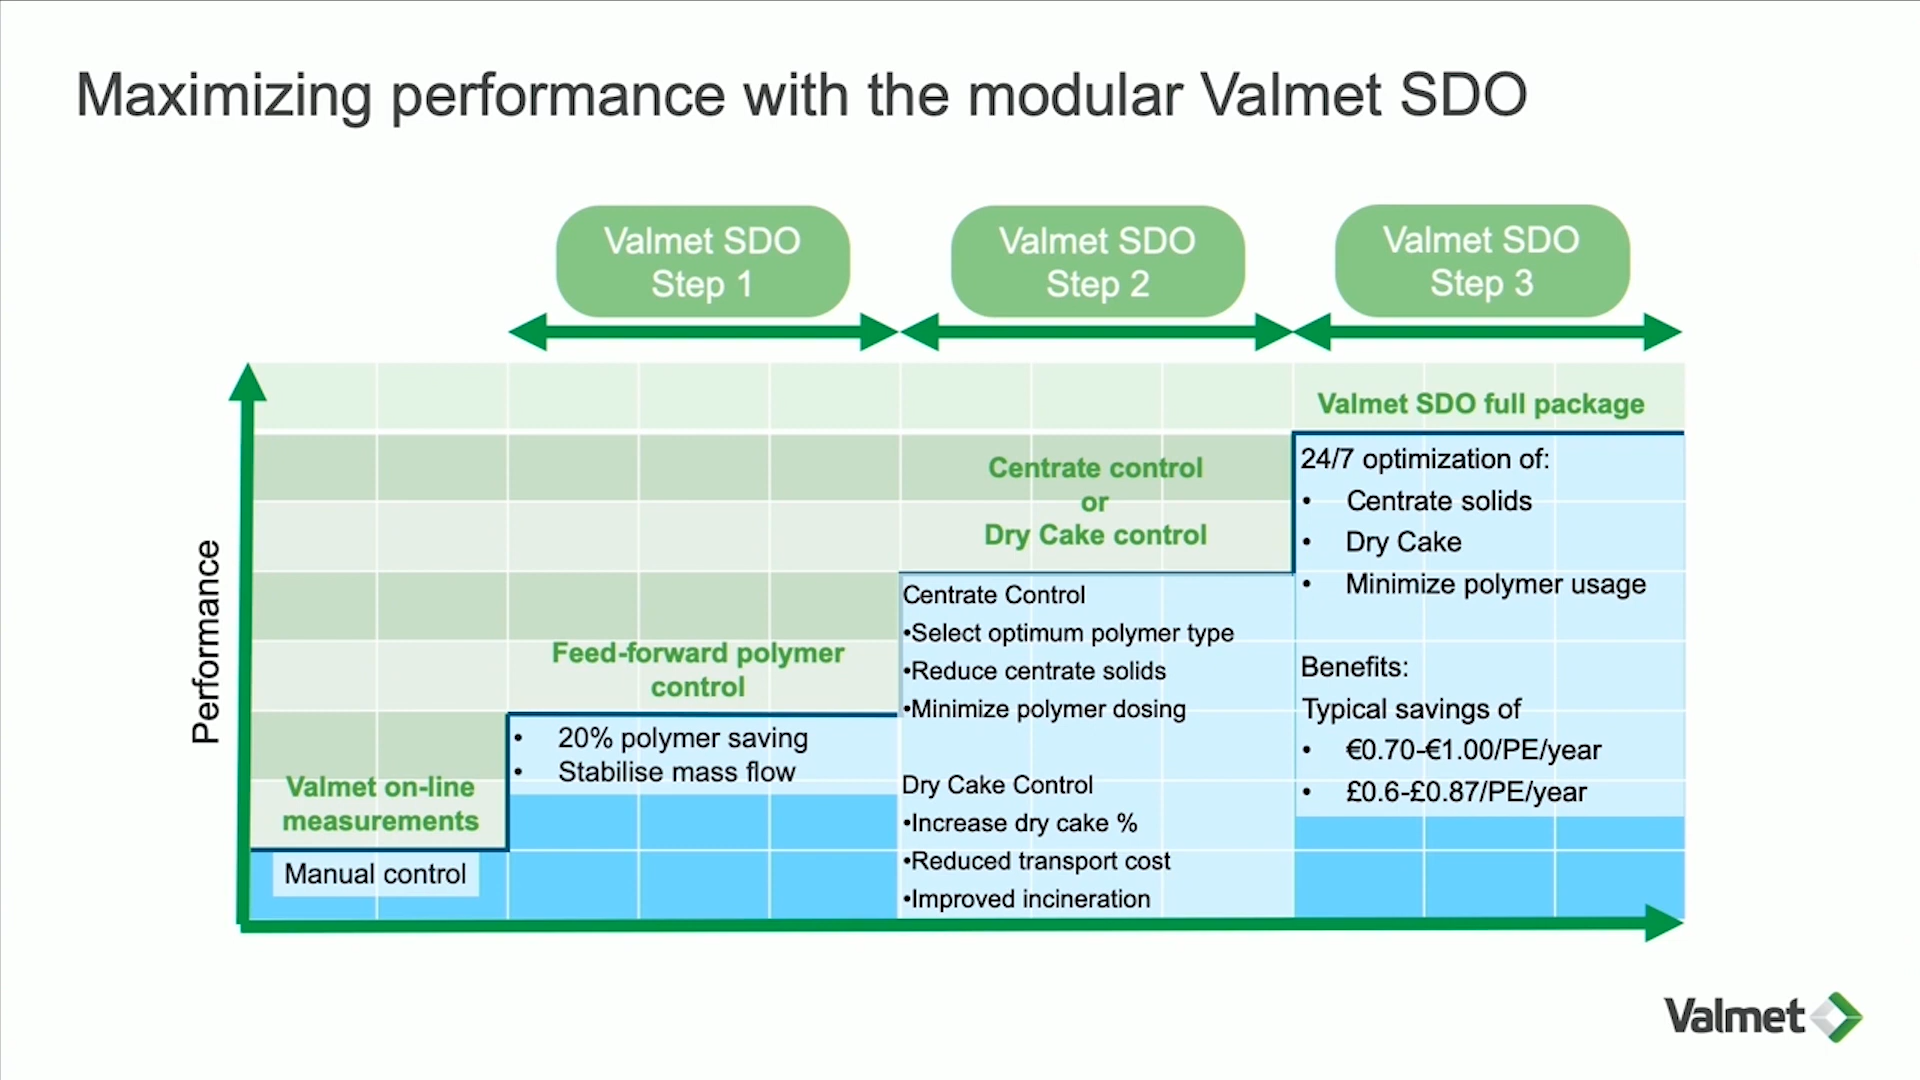 Maximizing performance with the modular Valmet SDO
Valmet SDO
Step 1
Valmet SDO
Step 2
Valmet SDO
Step 3
Performance
Valmet on-line
measurements
Manual control
Feed-forward polymer
control
• 20% polymer saving
• Stabilise mass flow
Centrate control
or
Dry Cake control
Centrate Control
•Select optimum polymer type
•Reduce centrate solids
•Minimize polymer dosing
Dry Cake Control
•Increase dry cake %
•Reduced transport cost
•Improved incineration
Valmet SDO full package
24/7 optimization of:
• Centrate solids
• Dry Cake
• Minimize polymer usage
Benefits:
Typical savings of
• €0.70-€1.00/PE/year
• £0.6-£0.87/PE/year
Valmet